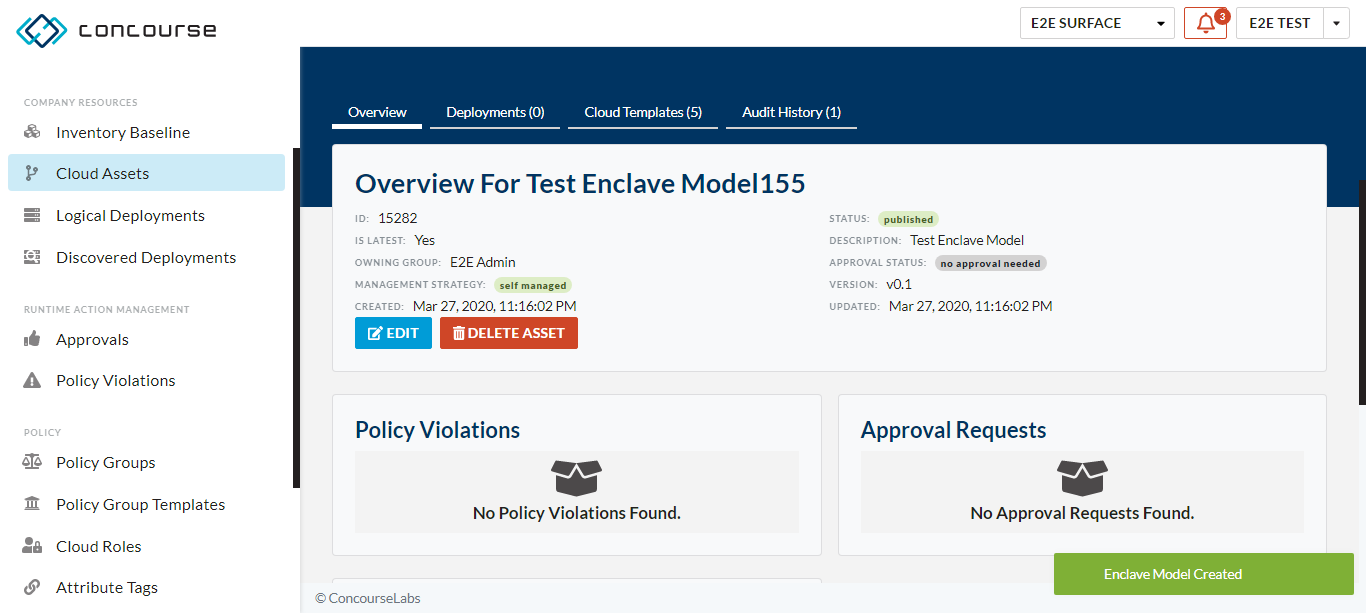 concourse
E2E SURFACE
3
E2E TEST
COMPANY RESOURCES
Inventory Baseline
Cloud Assets
Logical Deployments
Discovered Deployments
RUNTIME ACTION MANAGEMENT
Approvals
Policy Violations
POLICY
Policy Groups
Policy Group Templates
Cloud Roles
Attribute Tags
Overview
Deployments (0)
Cloud Templates (5)
Audit History (1)
Overview For Test Enclave Model155
ID: 15282
IS LATEST: Yes
OWNING GROUP: E2E Admin
MANAGEMENT STRATEGY: self managed
CREATED: Mar 27, 2020, 11:16:02 PM
STATUS: published
DESCRIPTION: Test Enclave Model
APPROVAL STATUS: no approval needed
VERSION: v0.1
UPDATED: Mar 27, 2020, 11:16:02 PM
EDIT
DELETE ASSET
Policy Violations
No Policy Violations Found.
Approval Requests
No Approval Requests Found.
Enclave Model Created
© ConcourseLabs